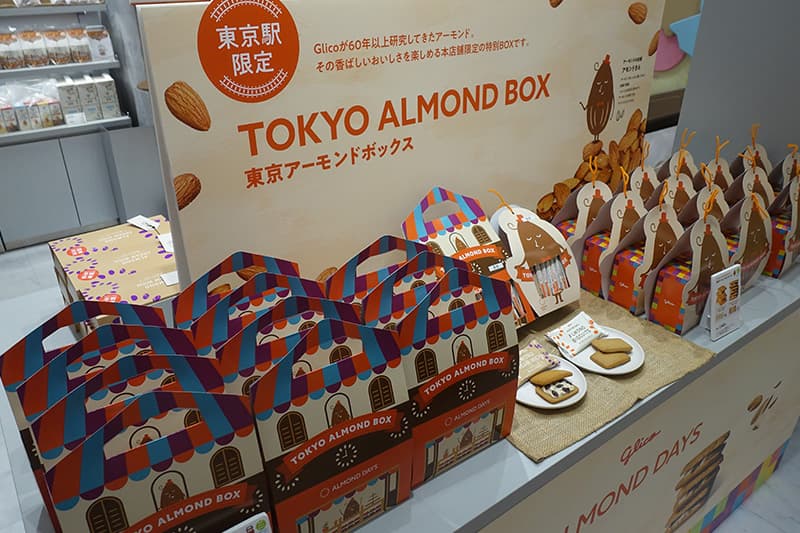 東京駅
限定
Glicoが60年以上研究してきたアーモンド。
その香ばしいおいしさを楽しめる本店舗限定の特別BOXです。
TOKYO ALMOND BOX
東京アーモンドボックス
ALMOND BOX
TOKYO ALMOND BOX
ALMOND DAYS
TOKYO ALMOND BOX
ALMOND DAYS
TOKYO ALMOND BOX
Glico
ALMOND DAYS